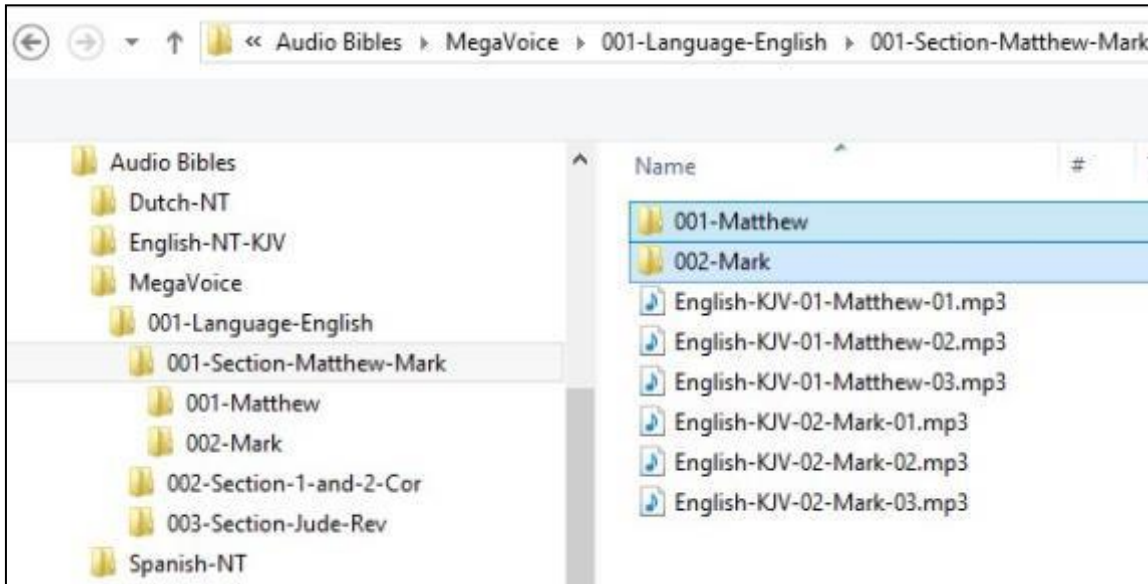 « Audio Bibles ▸ MegaVoice ▸ 001-Language-English ▸ 001-Section-Matthew-Mark
Audio Bibles
Dutch-NT
English-NT-KJV
MegaVoice
001-Language-English
001-Section-Matthew-Mark
001-Matthew
002-Mark
002-Section-1-and-2-Cor
003-Section-Jude-Rev
Spanish-NT
Name #
001-Matthew
002-Mark
English-KJV-01-Matthew-01.mp3
English-KJV-01-Matthew-02.mp3
English-KJV-01-Matthew-03.mp3
English-KJV-02-Mark-01.mp3
English-KJV-02-Mark-02.mp3
English-KJV-02-Mark-03.mp3